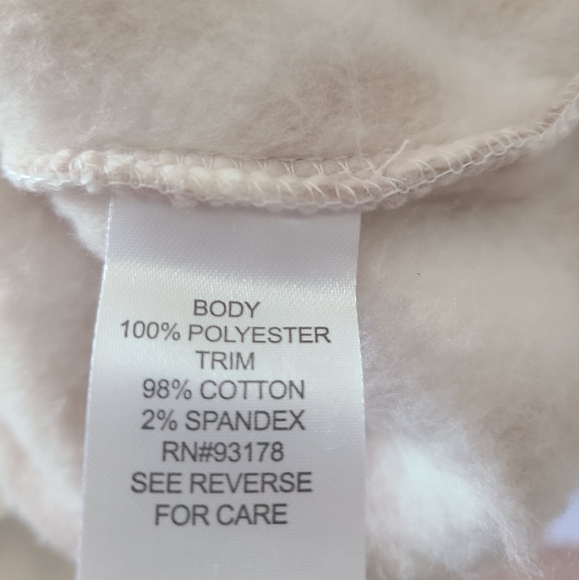 BODY
100% POLYESTER
TRIM
98% COTTON
2% SPANDEX
RN#93178
SEE REVERSE
FOR CARE